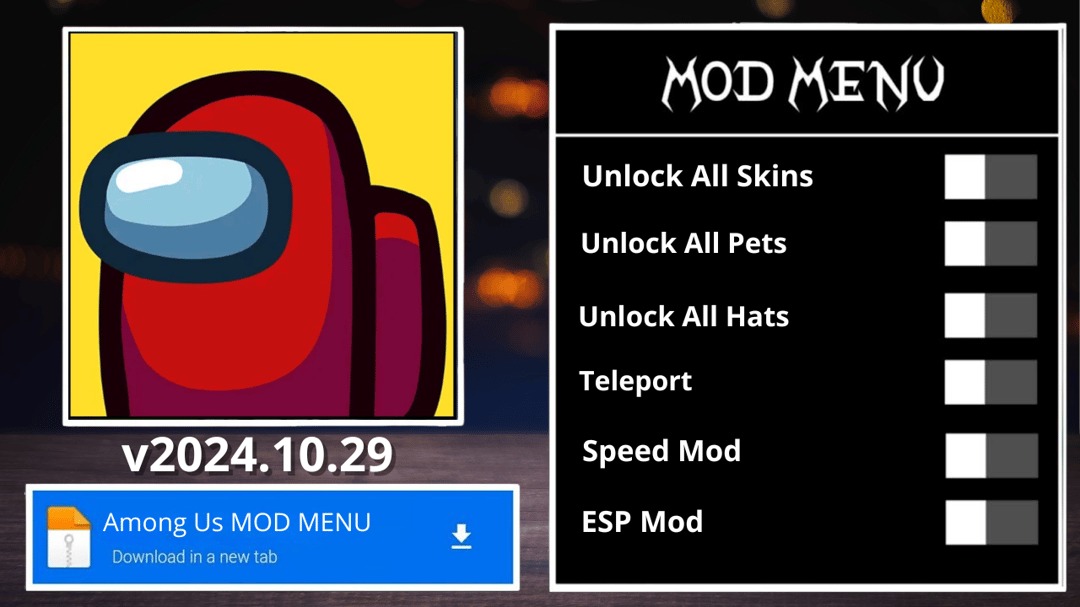 v2024.10.29
Among Us MOD MENU
Download in a new tab
MOD MENU
Unlock All Skins
Unlock All Pets
Unlock All Hats
Teleport
Speed Mod
ESP Mod